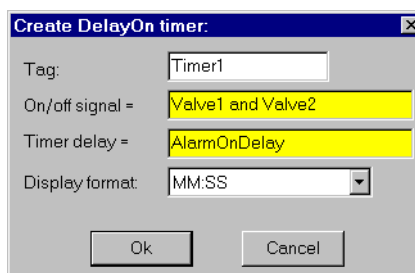 Create DelayOn timer:
Tag: Timer1
On/off signal = Valve1 and Valve2
Timer delay = AlarmOnDelay
Display format: MM:SS
Ok Cancel